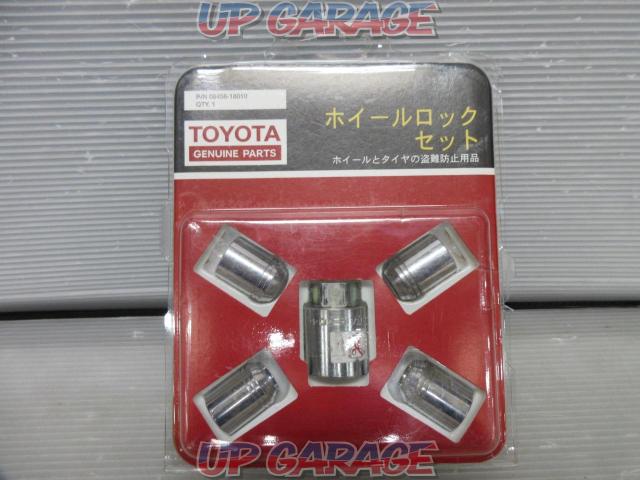 UP GARAGE
P/N 08456-16010
QTY. 1
TOYOTA
GENUINE PARTS
ホイールロック
セット
ホイールとタイヤの盗難防止用品
UP GARAGE